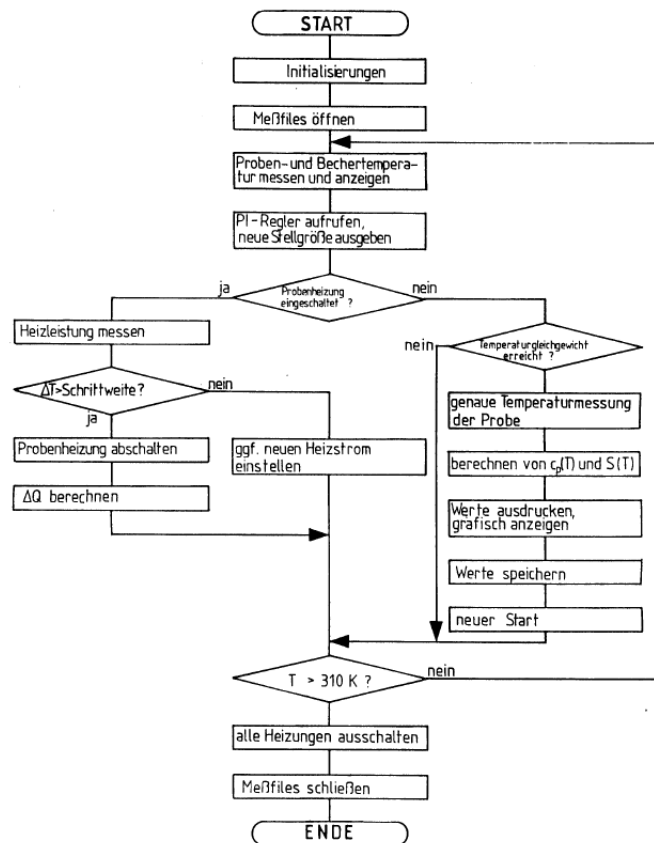 START
Initialisierungen
Meßfiles öffnen
Proben-und Bechertempera-
tur messen und anzeigen
PI-Regler aufrufen,
neue Stellgröße ausgeben
ja
Probenheizung
eingeschaltet ?
nein
Heizleistung messen
ΔT>Schrittweite?
nein
ja
Probenheizung abschalten
ΔQ berechnen
ggf. neuen Heizstrom
einstellen
nein
Temperaturgleichgewicht
erreicht ?
genaue Temperaturmessung
der Probe
berechnen von cp(T) und S(T)
Werte ausdrucken,
grafisch anzeigen
Werte speichern
neuer Start
T > 310 K ?
nein
alle Heizungen ausschalten
Meßfiles schließen
ENDE